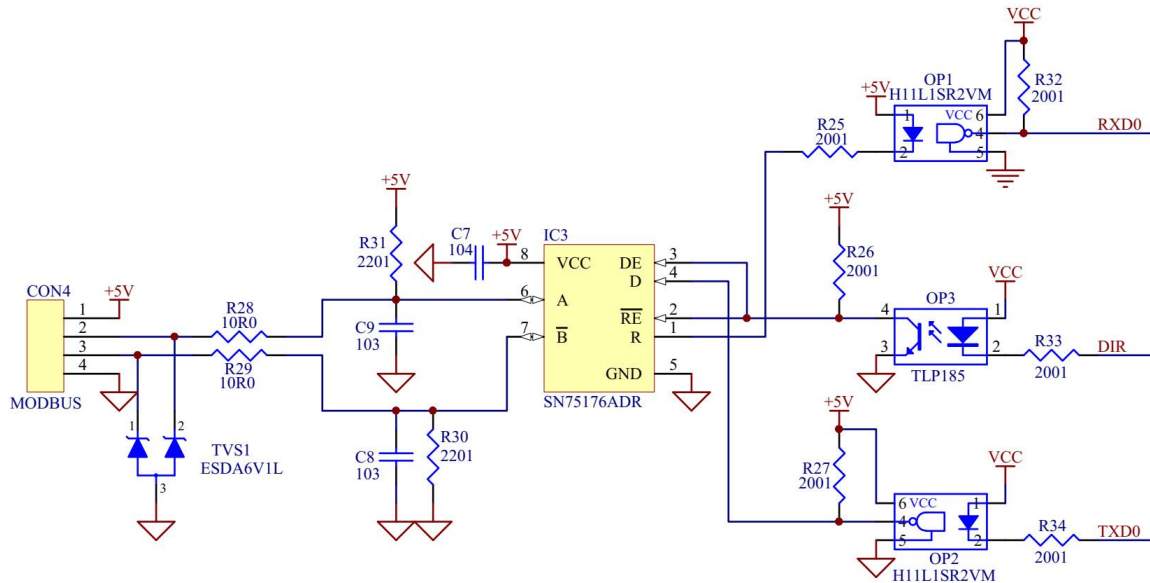 VCC
OP1
H11L1SR2VM
R32
2001
+5V
1
VCC
6
4
2
5
R25
2001
RXD0
+5V
R31
2201
C7
104
+5V
IC3
8
VCC
DE
3
D
4
6
A
RE
2
7
B
R
1
GND
5
SN75176ADR
C9
103
+5V
R26
2001
VCC
OP3
4
1
3
2
TLP185
R33
2001
DIR
CON4
1
2
3
4
+5V
MODBUS
R28
10R0
R29
10R0
1
2
3
TVS1
ESDA6V1L
C8
103
R30
2201
+5V
R27
2001
VCC
6
VCC
1
4
5
2
OP2
H11L1SR2VM
R34
2001
TXD0